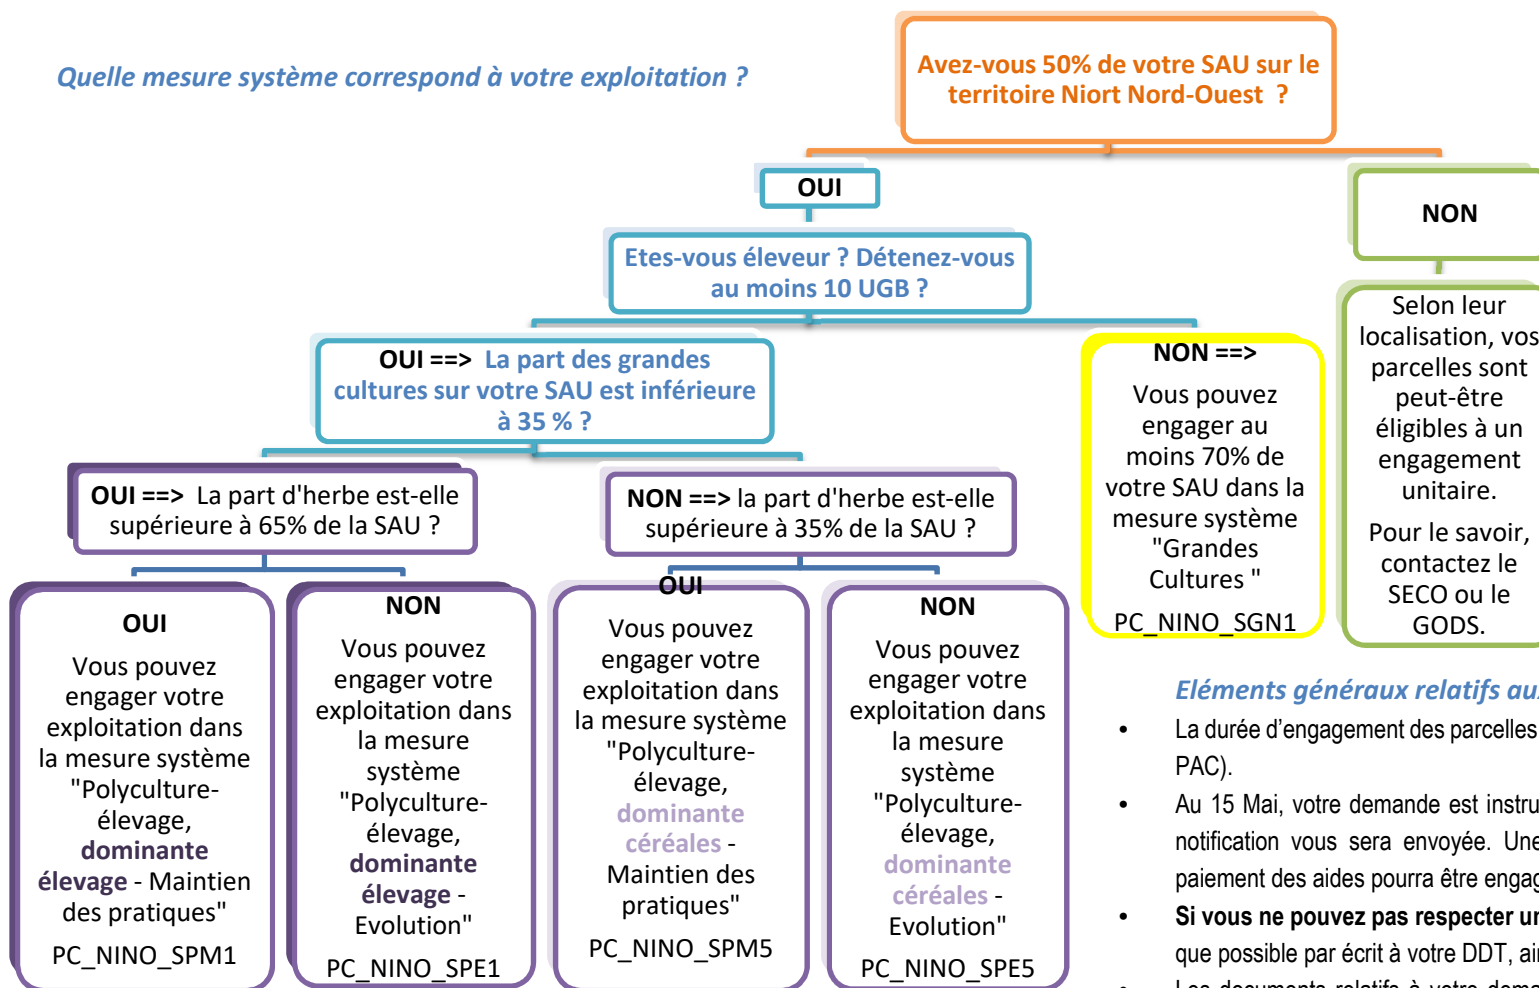 Quelle mesure système correspond à votre exploitation ?
Avez-vous 50% de votre SAU sur le
territoire Niort Nord-Ouest  ?
OUI
NON
Etes-vous éleveur ? Détenez-vous
au moins 10 UGB ?
Selon leur
localisation, vos
parcelles sont
peut-être
éligibles à un
engagement
unitaire.
Pour le savoir,
contactez le
SECO ou le
GODS.
OUI ==>  La part des grandes
cultures sur votre SAU est inférieure
à 35 % ?
NON ==>
Vous pouvez
engager au
moins 70% de
votre SAU dans la
mesure système
"Grandes
Cultures "
PC_NINO_SGN1
OUI ==>  La part d'herbe est-elle
supérieure à 65% de la SAU ?
NON ==> la part d'herbe est-elle
supérieure à 35% de la SAU ?
OUI
Vous pouvez
engager votre
exploitation dans
la mesure système
"Polyculture-
élevage,
dominante
élevage - Maintien
des pratiques"
PC_NINO_SPM1
NON
Vous pouvez
engager votre
exploitation dans
la mesure
système
"Polyculture-
élevage,
dominante
élevage -
Evolution"
PC_NINO_SPE1
OUI
Vous pouvez
engager votre
exploitation dans
la mesure système
"Polyculture-
élevage,
dominante
céréales -
Maintien des
pratiques"
PC_NINO_SPM5
NON
Vous pouvez
engager votre
exploitation dans
la mesure
système
"Polyculture-
élevage,
dominante
céréales -
Evolution"
PC_NINO_SPE5
Eléments généraux relatifs au
• La durée d'engagement des parcelles
PAC).
• Au 15 Mai, votre demande est instru
notification vous sera envoyée. Une
paiement des aides pourra être engag
• Si vous ne pouvez pas respecter un
que possible par écrit à votre DDT, ain